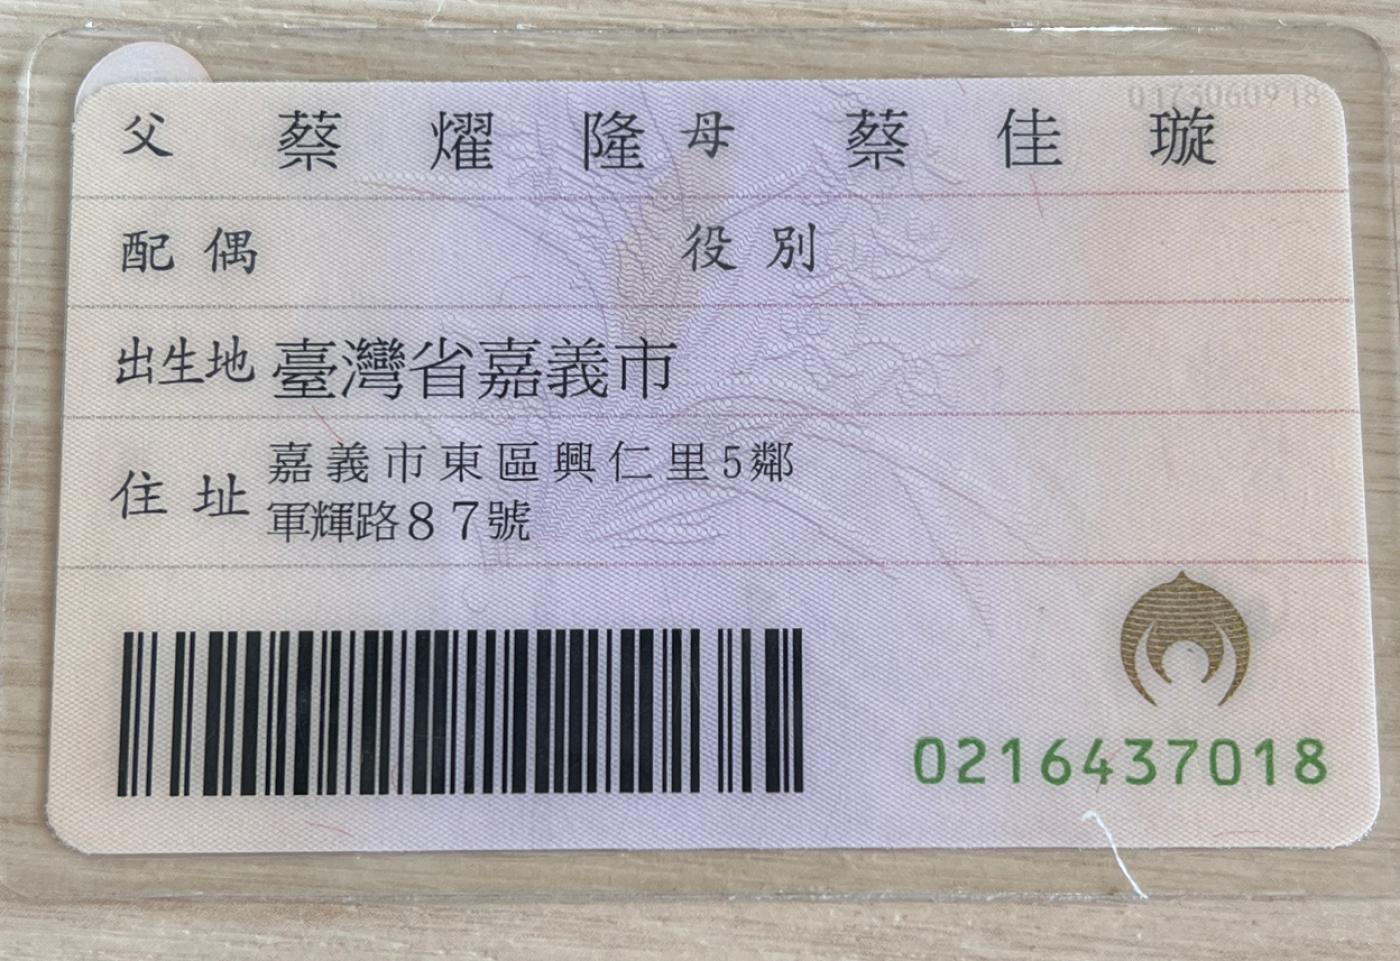 父 蔡耀隆 母 蔡佳璇
配偶 役別
出生地 臺灣省嘉義市
住址 嘉義市東區興仁里5鄰
軍輝路87號
0216437018